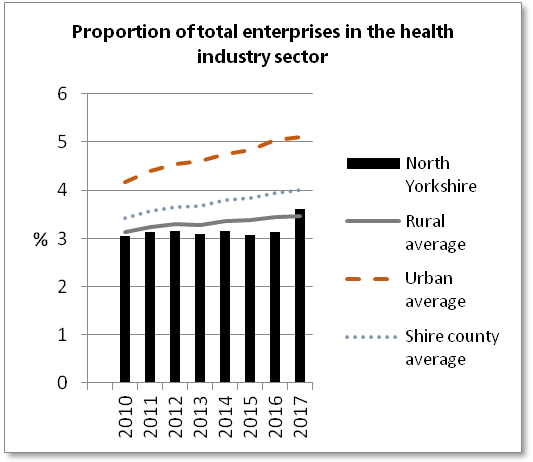 Proportion of total enterprises in the health
industry sector
6
5
4
3
2
1
0
%
2010
2011
2012
2013
2014
2015
2016
2017
North
Yorkshire
Rural
average
Urban
average
Shire county
average